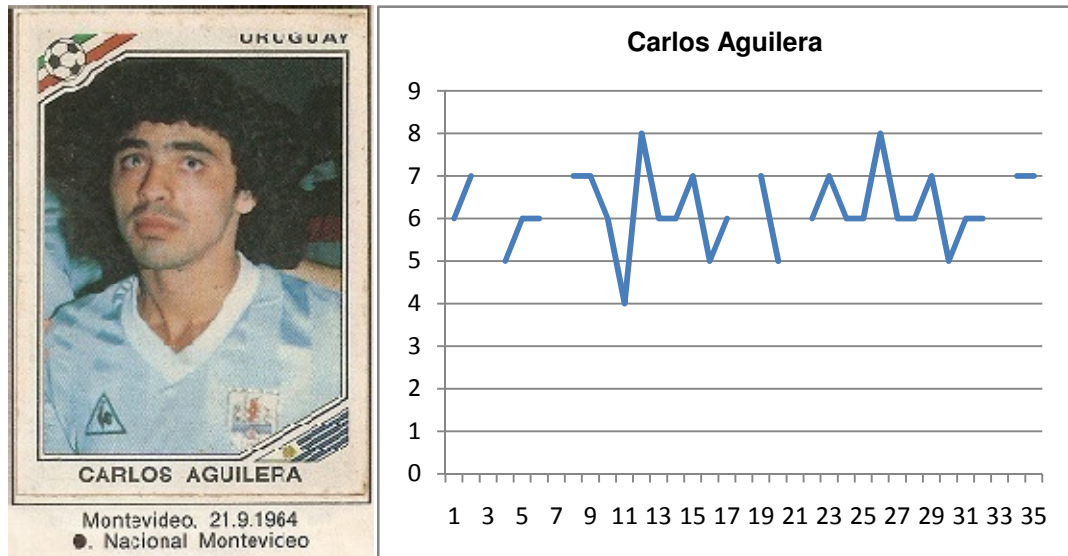 URUGUAY
CARLOS AGUILERA
Montevideo, 21.9.1964
●. Nacional Montevideo
Carlos Aguilera
9
8
7
6
5
4
3
2
1
0
1 3 5 7 9 11 13 15 17 19 21 23 25 27 29 31 33 35